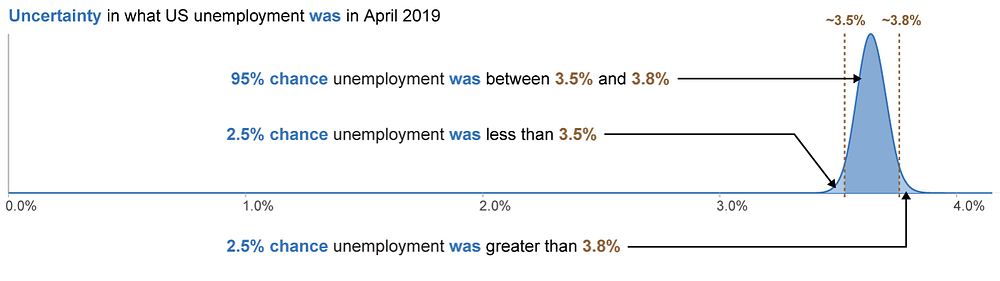 Uncertainty in what US unemployment was in April 2019
~3.5% ~3.8%
95% chance unemployment was between 3.5% and 3.8%
2.5% chance unemployment was less than 3.5%
0.0% 1.0% 2.0% 3.0% 4.0%
2.5% chance unemployment was greater than 3.8%